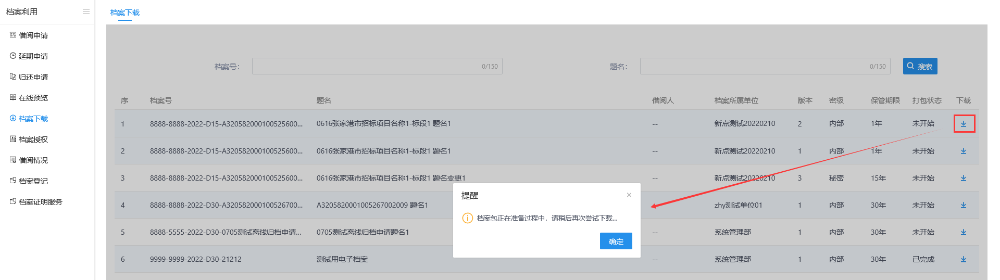 档案利用
借阅申请
延期申请
归还申请
在线预览
档案下载
档案授权
借阅情况
档案登记
档案证明服务
档案下载
档案号： 0/150 题名： 0/150 搜索
序 档案号 题名 借阅人 档案所属单位 版本 密级 保管期限 打包状态 下载
1 8888-8888-2022-D15-A320582000100525600... 0616张家港市招标项目名称1-标段1 题名1 -- 新点测试20220210 2 内部 1年 未开始
2 8888-8888-2022-D15-A320582000100525600... 0616张家港市招标项目名称1-标段1 题名1 -- 新点测试20220210 1 内部 1年 未开始
3 8888-8888-2022-D15-A320582000100525600... 0616张家港市招标项目名称1-标段1 题名变更1 -- 新点测试20220210 3 秘密 15年 未开始
4 8888-8888-2022-D30-A320582000100526700... A3205820001005267002009 题名1 zhy测试单位01 1 内部 30年 未开始
5 8888-5555-2022-D30-0705测试离线归档申请... 0705测试离线归档申请题名1 -- 系统管理部 1 内部 30年 未开始
6 9999-9999-2022-D30-21212 测试用电子档案 -- 系统管理部 1 内部 30年 已完成
提醒
档案包正在准备过程中，请稍后再次尝试下载...
确定